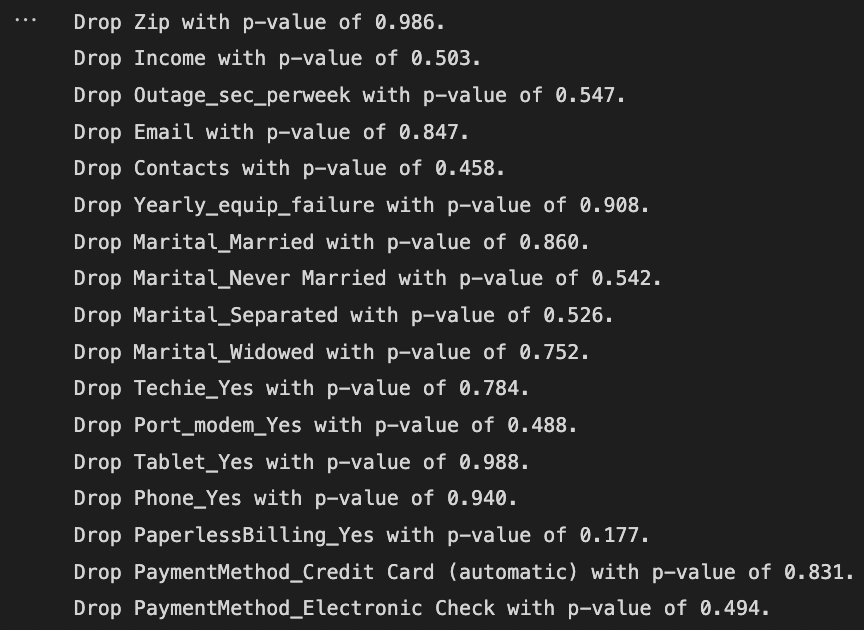 ... Drop Zip with p-value of 0.986.
Drop Income with p-value of 0.503.
Drop Outage_sec_perweek with p-value of 0.547.
Drop Email with p-value of 0.847.
Drop Contacts with p-value of 0.458.
Drop Yearly_equip_failure with p-value of 0.908.
Drop Marital_Married with p-value of 0.860.
Drop Marital_Never Married with p-value of 0.542.
Drop Marital_Separated with p-value of 0.526.
Drop Marital_Widowed with p-value of 0.752.
Drop Techie_Yes with p-value of 0.784.
Drop Port_modem_Yes with p-value of 0.488.
Drop Tablet_Yes with p-value of 0.988.
Drop Phone_Yes with p-value of 0.940.
Drop PaperlessBilling_Yes with p-value of 0.177.
Drop PaymentMethod_Credit Card (automatic) with p-value of 0.831.
Drop PaymentMethod_Electronic Check with p-value of 0.494.